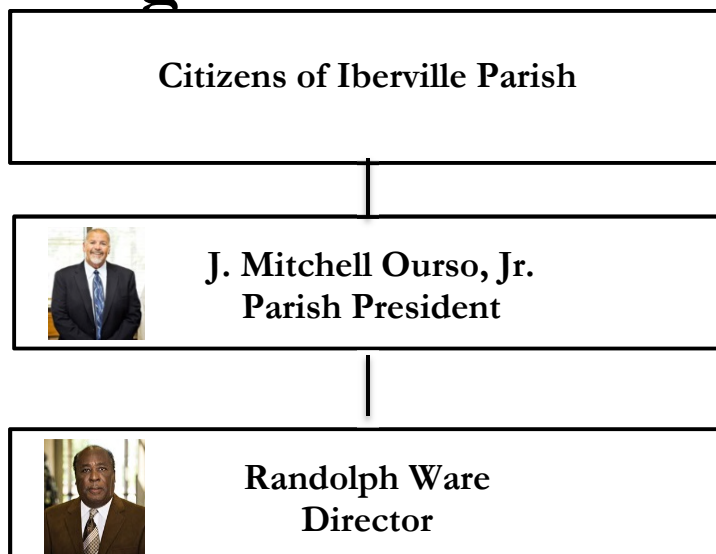 Citizens of Iberville Parish
J. Mitchell Ourso, Jr.
Parish President
Randolph Ware
Director